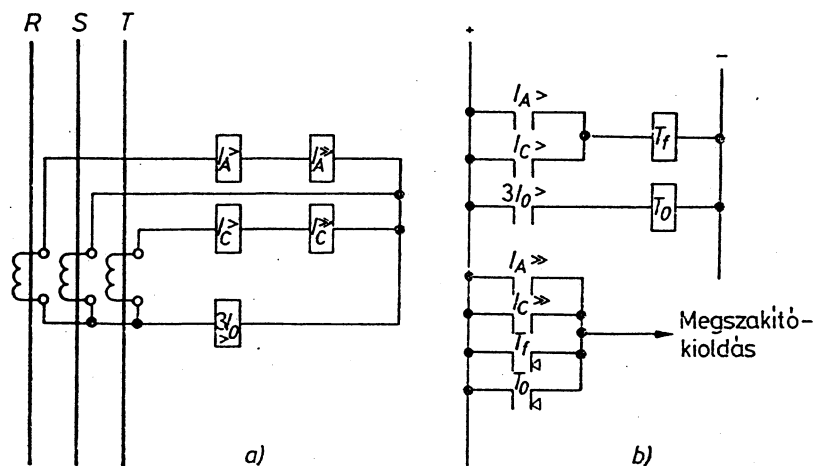 R S T
I_A> I_A≫
I_C> I_C≫
3I_0>
a)
+ −
I_A>
I_C> T_f
3I_0> T_0
I_A≫
I_C≫
T_f
T_0
Megszakító-
kioldás
b)